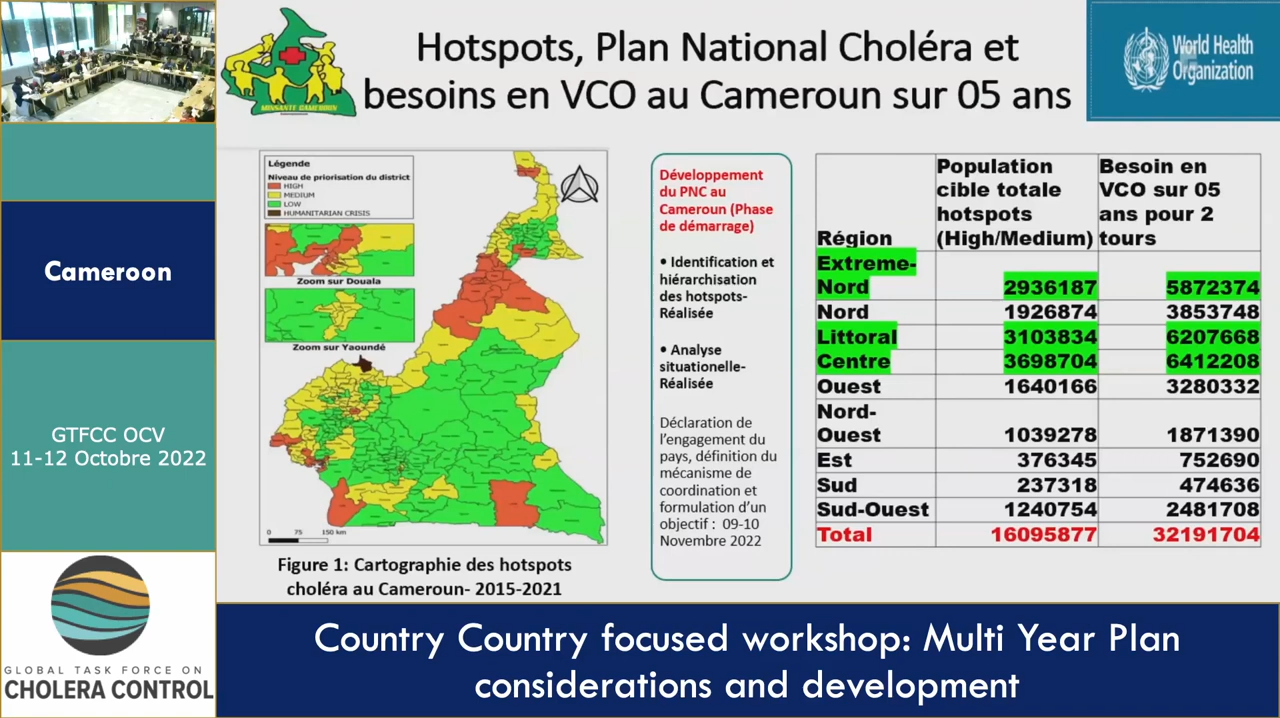 Hotspots, Plan National Choléra et
besoins en VCO au Cameroun sur 05 ans
MINSANTE CAMEROUN
World Health
Organization
Cameroon
GTFCC OCV
11-12 Octobre 2022
GLOBAL TASK FORCE ON
CHOLERA CONTROL
Légende
Niveau de priorisation du district
HIGH
MEDIUM
LOW
HUMANITARIAN CRISIS
Zoom sur Douala
Zoom sur Yaoundé
0 75 150 km
Figure 1: Cartographie des hotspots
choléra au Cameroun- 2015-2021
Développement
du PNC au
Cameroun (Phase
de démarrage)
• Identification et
hiérarchisation
des hotspots-
Réalisée
• Analyse
situationelle-
Réalisée
Déclaration de
l'engagement du
pays, définition du
mécanisme de
coordination et
formulation d'un
objectif : 09-10
Novembre 2022
Région Population cible totale hotspots (High/Medium) Besoin en VCO sur 05 ans pour 2 tours
Extreme-
Nord 2936187 5872374
Nord 1926874 3853748
Littoral 3103834 6207668
Centre 3698704 6412208
Ouest 1640166 3280332
Nord-
Ouest 1039278 1871390
Est 376345 752690
Sud 237318 474636
Sud-Ouest 1240754 2481708
Total 16095877 32191704
Country Country focused workshop: Multi Year Plan
considerations and development